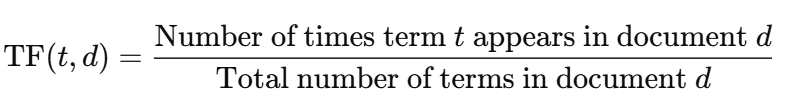 TF(t, d) = Number of times term t appears in document d / Total number of terms in document d